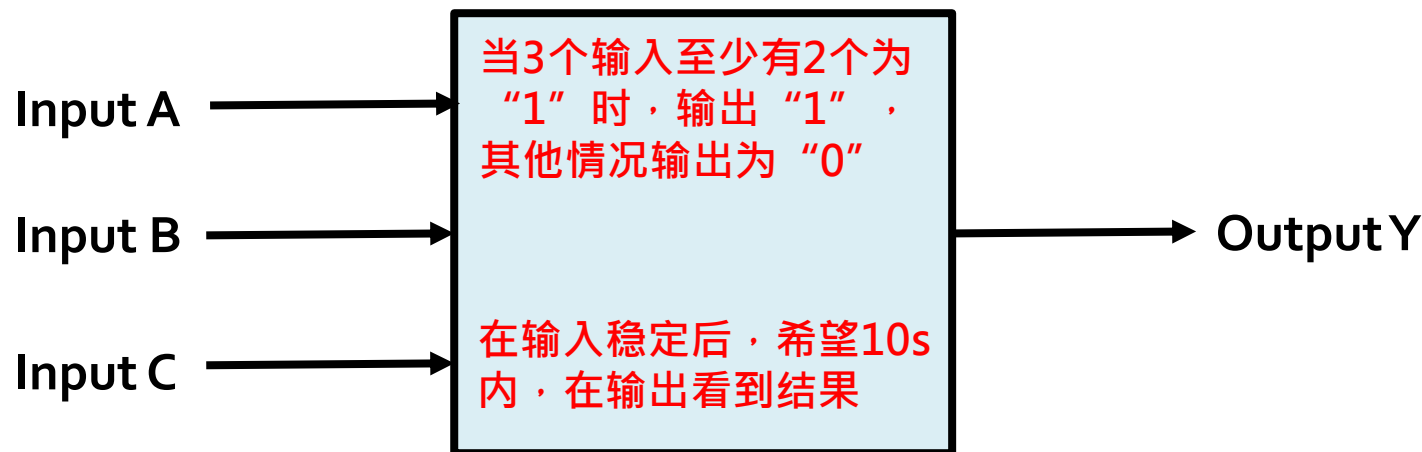 当3个输入至少有2个为
“1”时，输出“1”，
其他情况输出为“0”
Input A
Input B
Output Y
在输入稳定后，希望10s
内，在输出看到结果
Input C